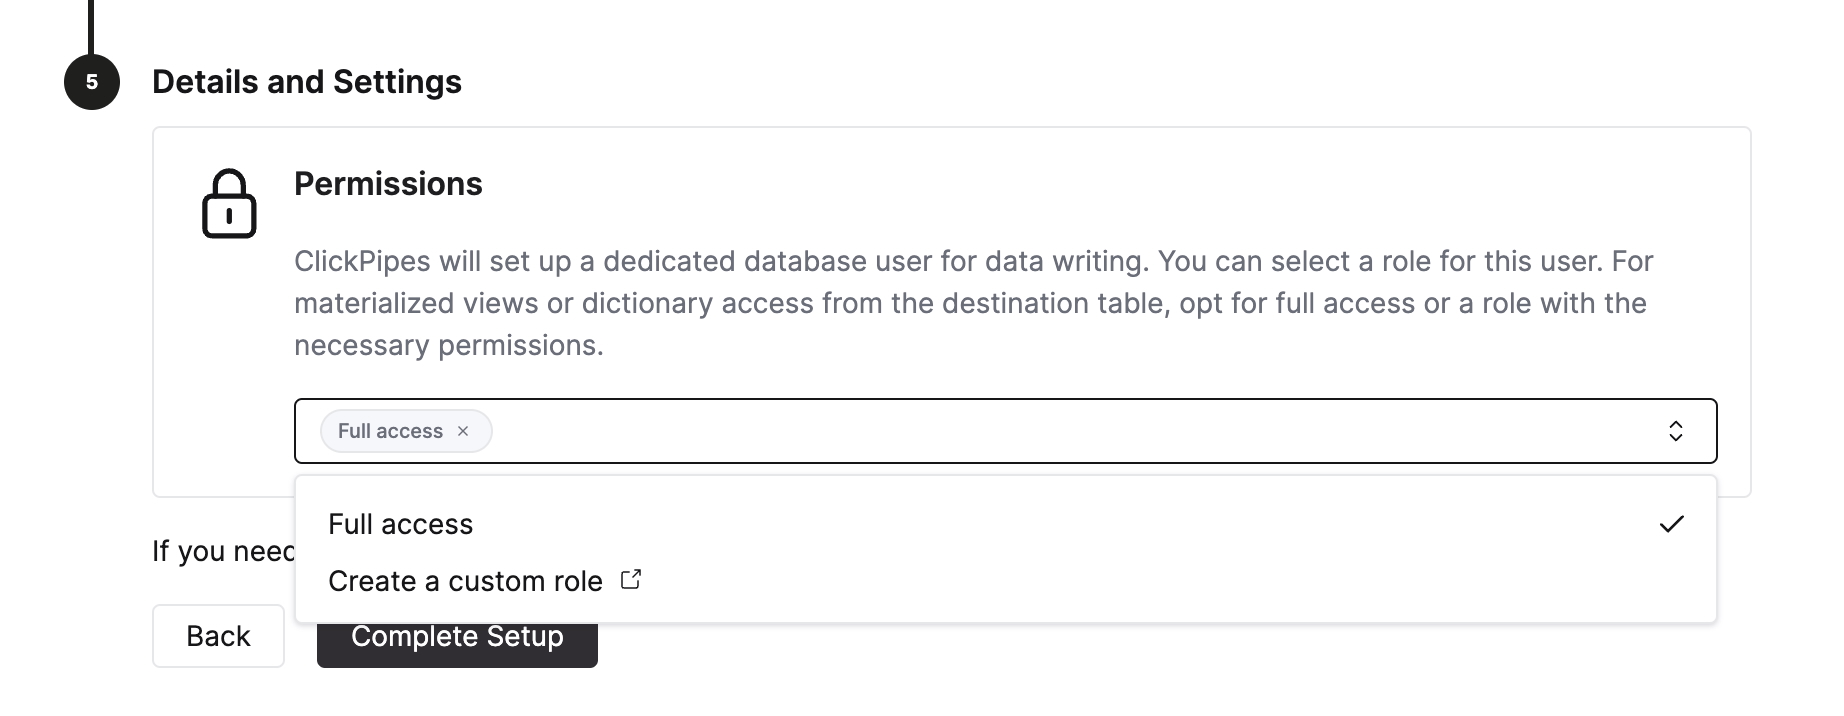 5
Details and Settings
Permissions
ClickPipes will set up a dedicated database user for data writing. You can select a role for this user. For
materialized views or dictionary access from the destination table, opt for full access or a role with the
necessary permissions.
Full access ×
Full access
If you need
Create a custom role
Back
Complete Setup